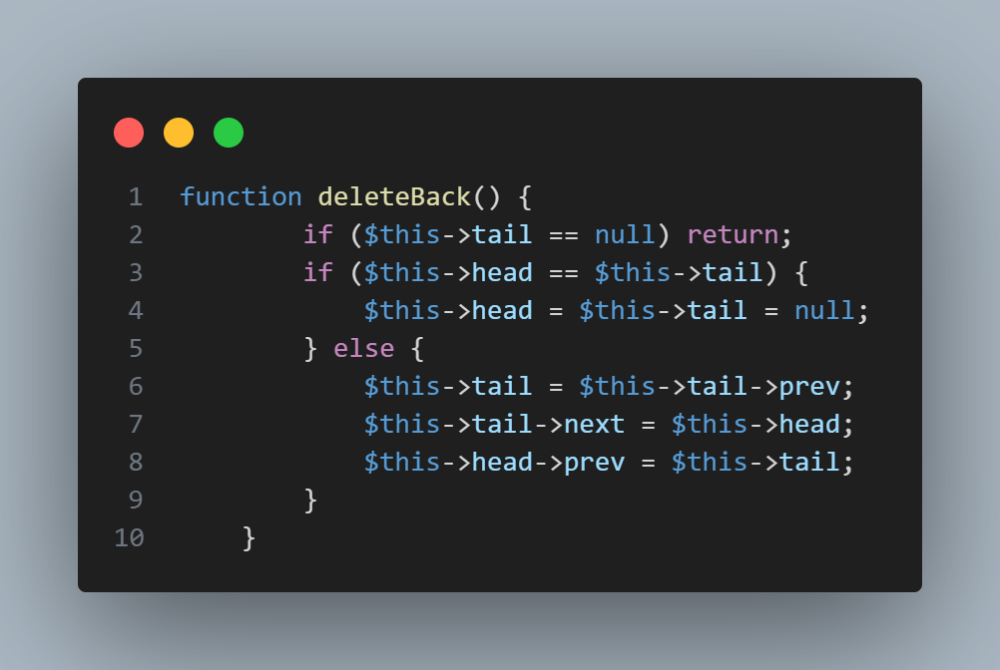 1 function deleteBack() {
2         if ($this->tail == null) return;
3         if ($this->head == $this->tail) {
4             $this->head = $this->tail = null;
5         } else {
6             $this->tail = $this->tail->prev;
7             $this->tail->next = $this->head;
8             $this->head->prev = $this->tail;
9         }
10     }